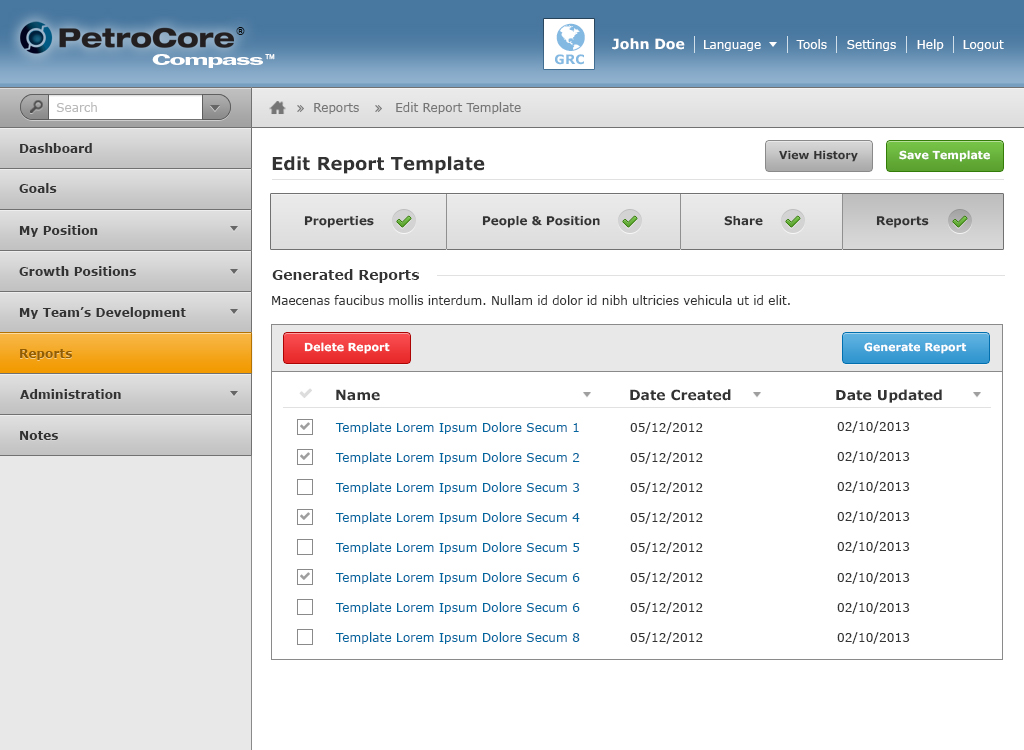 PetroCore®
Compass™
GRC
John Doe Language Tools Settings Help Logout
Search
» Reports » Edit Report Template
Dashboard
Goals
My Position
Growth Positions
My Team’s Development
Reports
Administration
Notes
Edit Report Template
View History Save Template
Properties People & Position Share Reports
Generated Reports
Maecenas faucibus mollis interdum. Nullam id dolor id nibh ultricies vehicula ut id elit.
Delete Report Generate Report
Name Date Created Date Updated
Template Lorem Ipsum Dolore Secum 1 05/12/2012 02/10/2013
Template Lorem Ipsum Dolore Secum 2 05/12/2012 02/10/2013
Template Lorem Ipsum Dolore Secum 3 05/12/2012 02/10/2013
Template Lorem Ipsum Dolore Secum 4 05/12/2012 02/10/2013
Template Lorem Ipsum Dolore Secum 5 05/12/2012 02/10/2013
Template Lorem Ipsum Dolore Secum 6 05/12/2012 02/10/2013
Template Lorem Ipsum Dolore Secum 6 05/12/2012 02/10/2013
Template Lorem Ipsum Dolore Secum 8 05/12/2012 02/10/2013